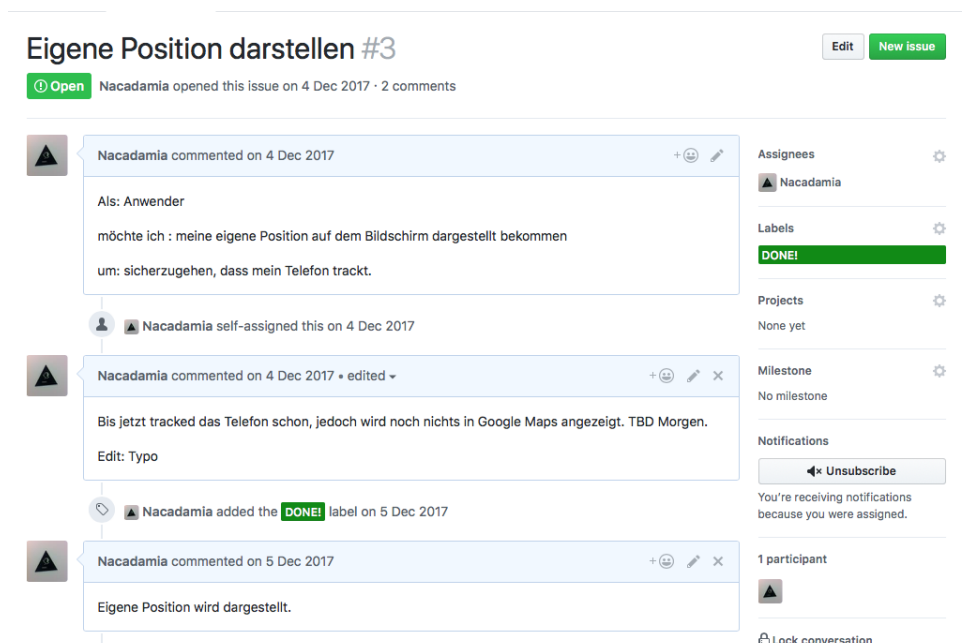 Eigene Position darstellen #3
Edit
New issue
Open
Nacadamia opened this issue on 4 Dec 2017 · 2 comments
Nacadamia commented on 4 Dec 2017
Als: Anwender
möchte ich : meine eigene Position auf dem Bildschirm dargestellt bekommen
um: sicherzugehen, dass mein Telefon trackt.
Nacadamia self-assigned this on 4 Dec 2017
Nacadamia commented on 4 Dec 2017 • edited
Bis jetzt tracked das Telefon schon, jedoch wird noch nichts in Google Maps angezeigt. TBD Morgen.
Edit: Typo
Nacadamia added the DONE! label on 5 Dec 2017
Nacadamia commented on 5 Dec 2017
Eigene Position wird dargestellt.
Assignees
Nacadamia
Labels
DONE!
Projects
None yet
Milestone
No milestone
Notifications
Unsubscribe
You're receiving notifications
because you were assigned.
1 participant
Lock conversation